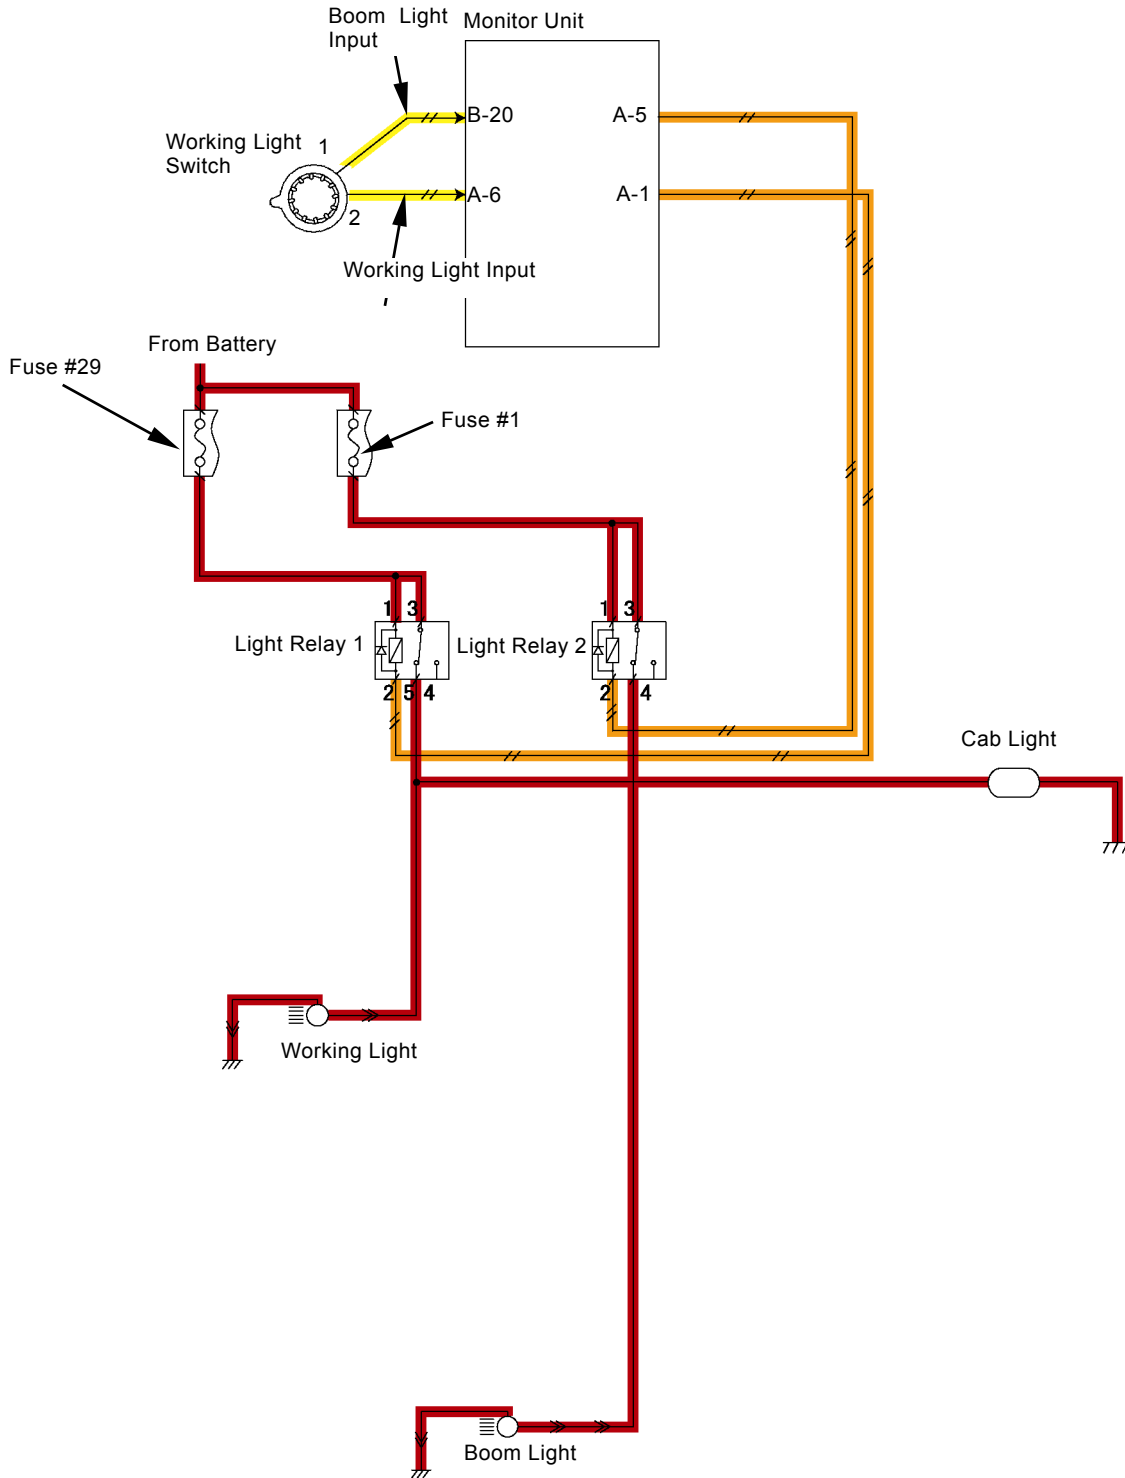 Boom Light
Input
Monitor Unit
B-20
A-5
Working Light
Switch
1
A-6
A-1
2
Working Light Input
From Battery
Fuse #29
Fuse #1
1 3
1 3
Light Relay 1
Light Relay 2
2 5 4
2 4
Cab Light
Working Light
Boom Light